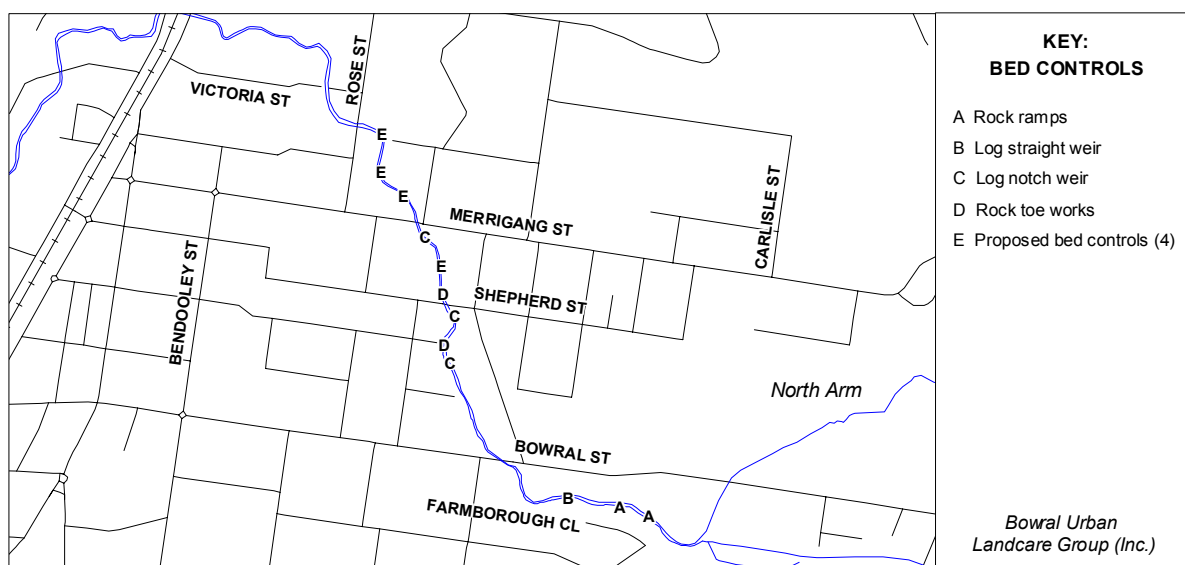 ROSE ST
VICTORIA ST
E
E
E
MERRIGANG ST
CARLISLE ST
C
BENDOOLEY ST
E
D
SHEPHERD ST
C
D
C
North Arm
BOWRAL ST
B
A
A
FARMBOROUGH CL
KEY:
BED CONTROLS
A Rock ramps
B Log straight weir
C Log notch weir
D Rock toe works
E Proposed bed controls (4)
Bowral Urban
Landcare Group (Inc.)